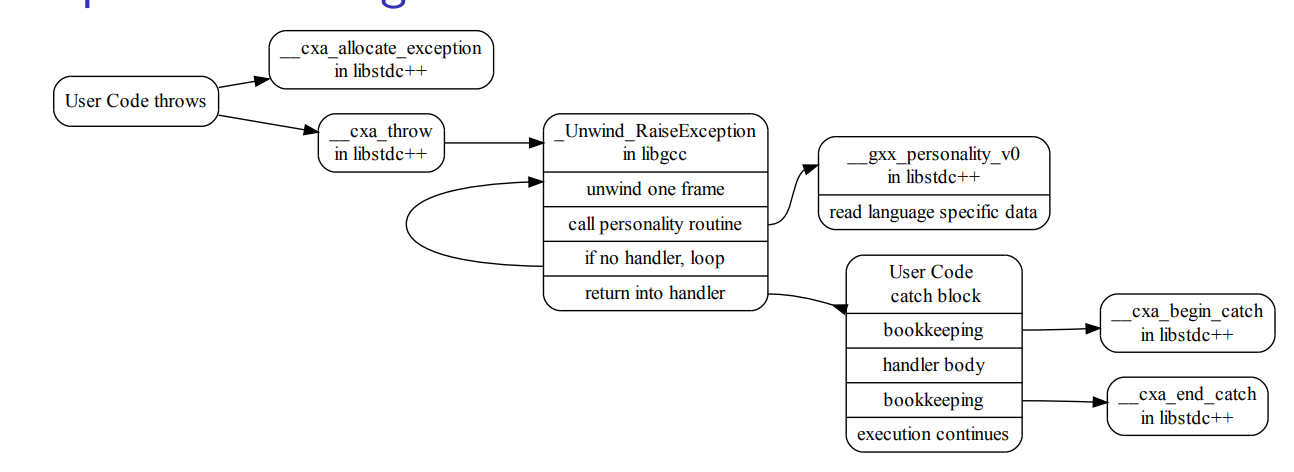 __cxa_allocate_exception
in libstdc++
User Code throws
__cxa_throw
in libstdc++
_Unwind_RaiseException
in libgcc
unwind one frame
call personality routine
if no handler, loop
return into handler
__gxx_personality_v0
in libstdc++
read language specific data
User Code
catch block
bookkeeping
handler body
bookkeeping
execution continues
__cxa_begin_catch
in libstdc++
__cxa_end_catch
in libstdc++